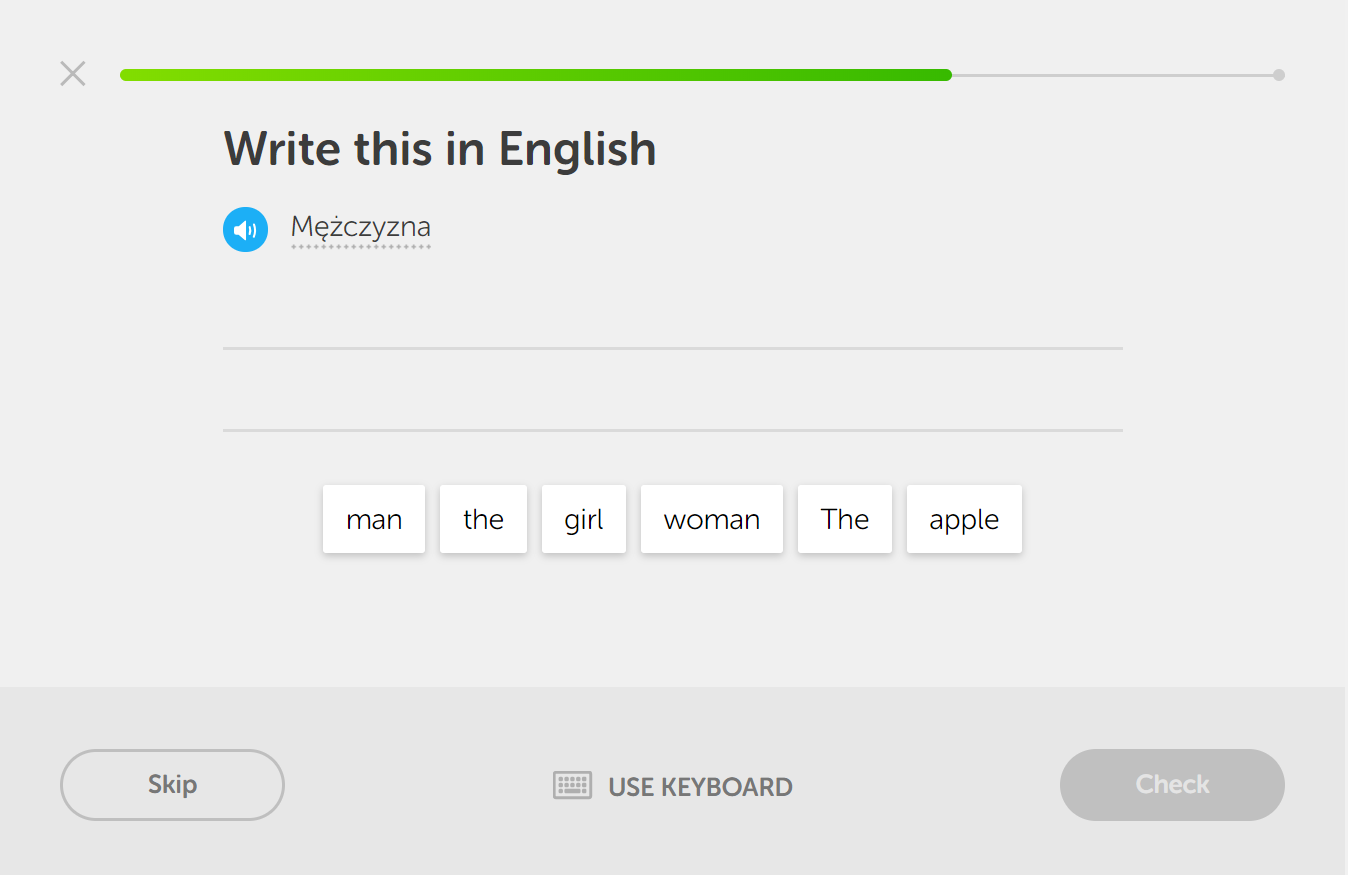 Write this in English
Mężczyzna
man the girl woman The apple
Skip USE KEYBOARD Check